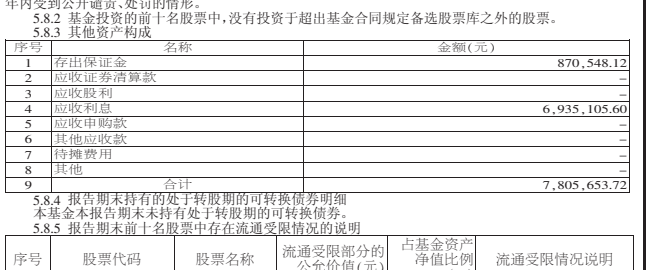 年内受到公开谴责、处罚的情形。
5.8.2 基金投资的前十名股票中,没有投资于超出基金合同规定备选股票库之外的股票。
5.8.3 其他资产构成
序号 名称 金额(元)
1 存出保证金 870,548.12
2 应收证券清算款 –
3 应收股利 –
4 应收利息 6,935,105.60
5 应收申购款 –
6 其他应收款 –
7 待摊费用 –
8 其他 –
9 合计 7,805,653.72
5.8.4 报告期末持有的处于转股期的可转换债券明细
本基金本报告期末未持有处于转股期的可转换债券。
5.8.5 报告期末前十名股票中存在流通受限情况的说明
序号 股票代码 股票名称 流通受限部分的 占基金资产 流通受限情况说明
公允价值(元) 净值比例